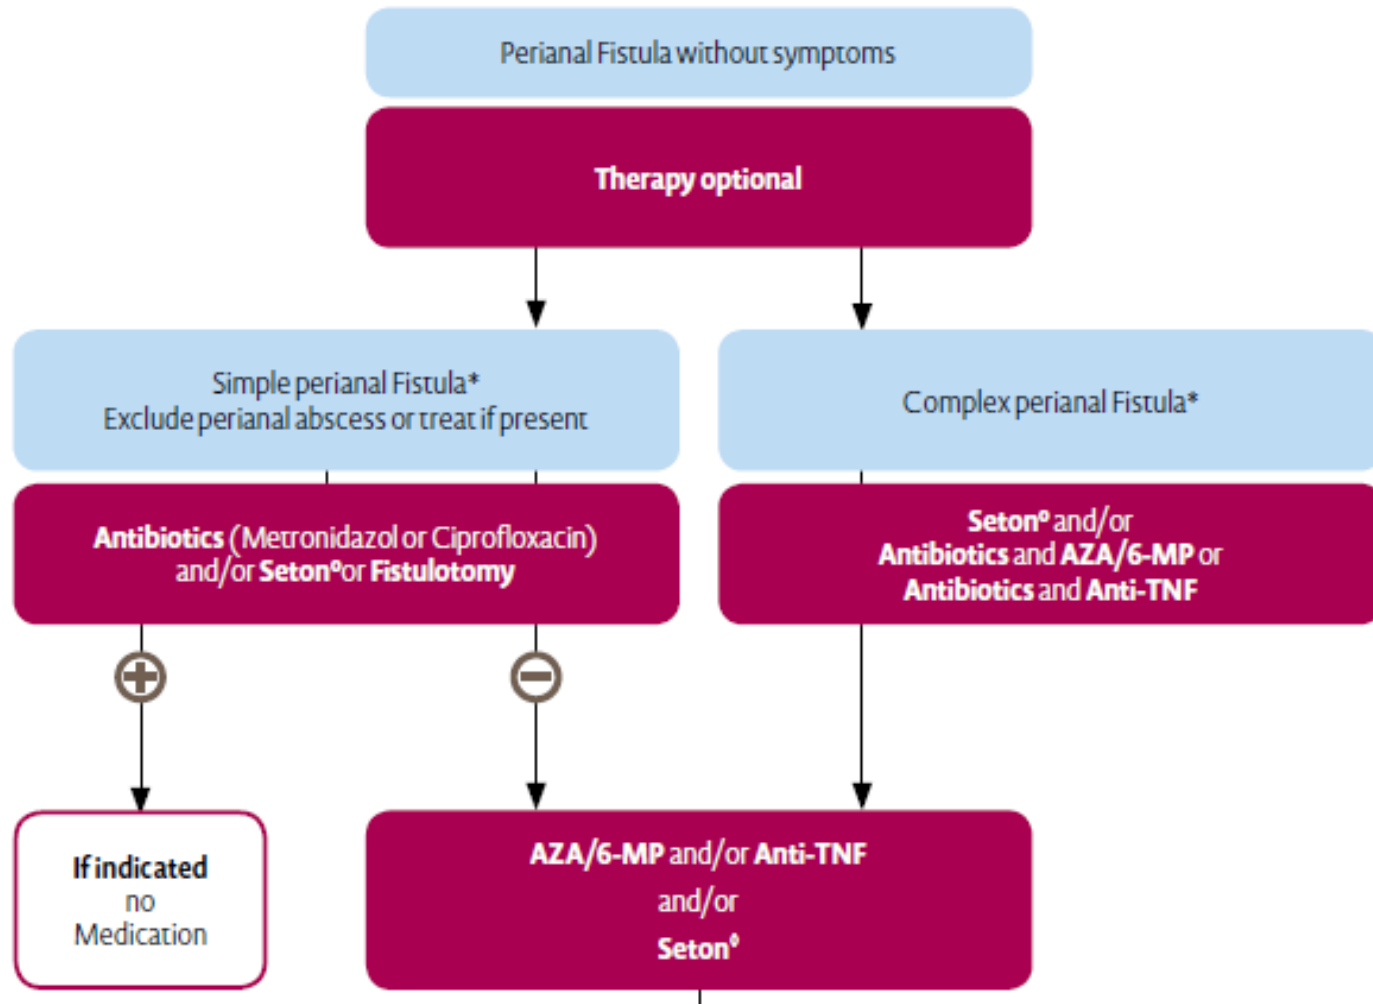 Perianal Fistula without symptoms
Therapy optional
Simple perianal Fistula*
Exclude perianal abscess or treat if present
Complex perianal Fistula*
Antibiotics (Metronidazol or Ciprofloxacin)
and/or Setonº or Fistulotomy
Setonº and/or
Antibiotics and AZA/6-MP or
Antibiotics and Anti-TNF
If indicated
no
Medication
AZA/6-MP and/or Anti-TNF
and/or
Seton◊